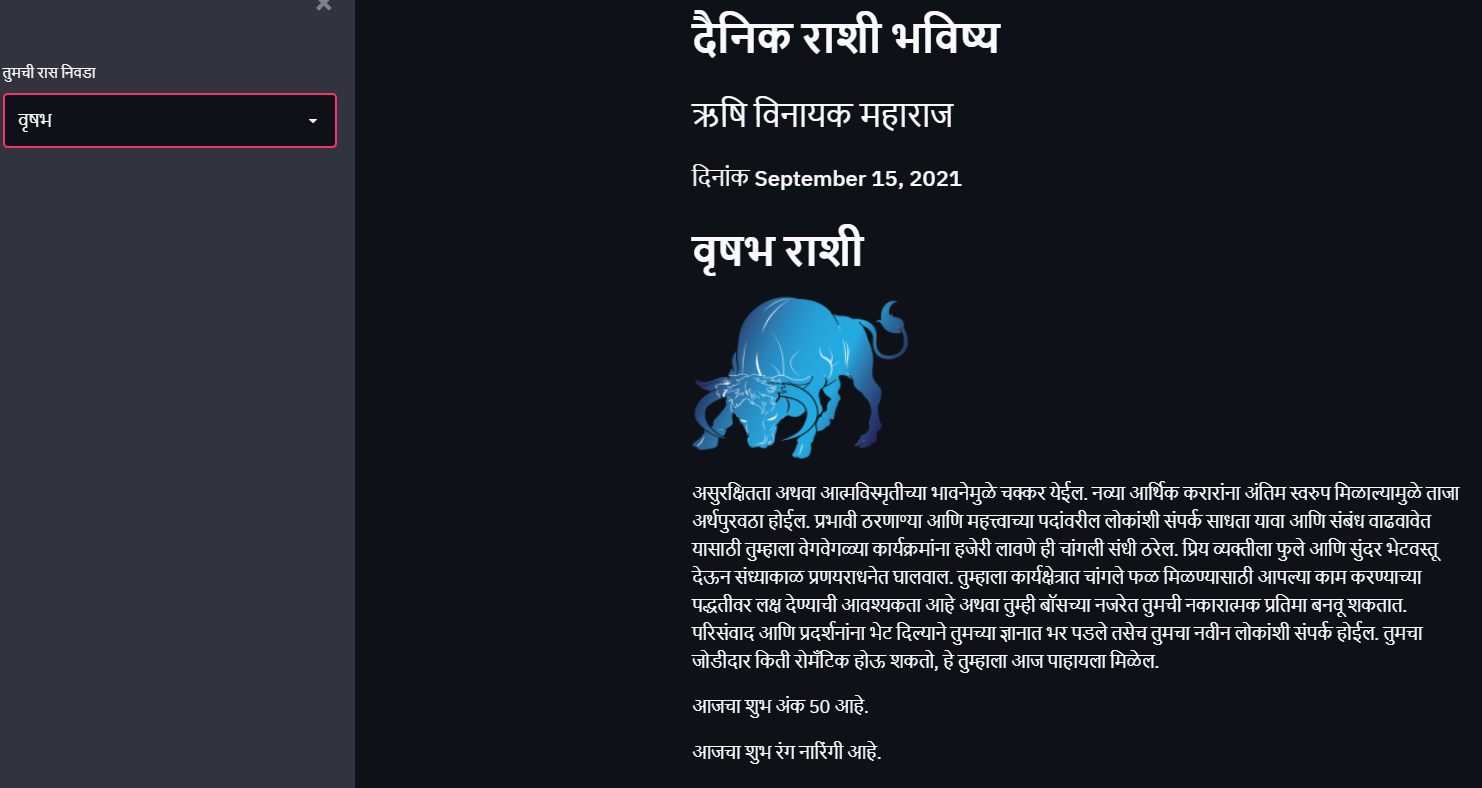 तुमची रास निवडा
वृषभ
दैनिक राशी भविष्य
ऋषि विनायक महाराज
दिनांक September 15, 2021
वृषभ राशी
असुरक्षितता अथवा आत्मविस्मृतीच्या भावनेमुळे चक्कर येईल. नव्या आर्थिक करारांना अंतिम स्वरुप मिळाल्यामुळे ताजा
अर्थपुरवठा होईल. प्रभावी ठरणाऱ्या आणि महत्त्वाच्या पदांवरील लोकांशी संपर्क साधता यावा आणि संबंध वाढवावेत
यासाठी तुम्हाला वेगवेगळ्या कार्यक्रमांना हजेरी लावणे ही चांगली संधी ठरेल. प्रिय व्यक्तीला फुले आणि सुंदर भेटवस्तू
देऊन संध्याकाळ प्रणयराधनेत घालवाल. तुम्हाला कार्यक्षेत्रात चांगले फळ मिळण्यासाठी आपल्या काम करण्याच्या
पद्धतीवर लक्ष देण्याची आवश्यकता आहे अथवा तुम्ही बॉसच्या नजरेत तुमची नकारात्मक प्रतिमा बनवू शकतात.
परिसंवाद आणि प्रदर्शनांना भेट दिल्याने तुमच्या ज्ञानात भर पडले तसेच तुमचा नवीन लोकांशी संपर्क होईल. तुमचा
जोडीदार किती रोमँटिक होऊ शकतो, हे तुम्हाला आज पाहायला मिळेल.
आजचा शुभ अंक 50 आहे.
आजचा शुभ रंग नारिंगी आहे.